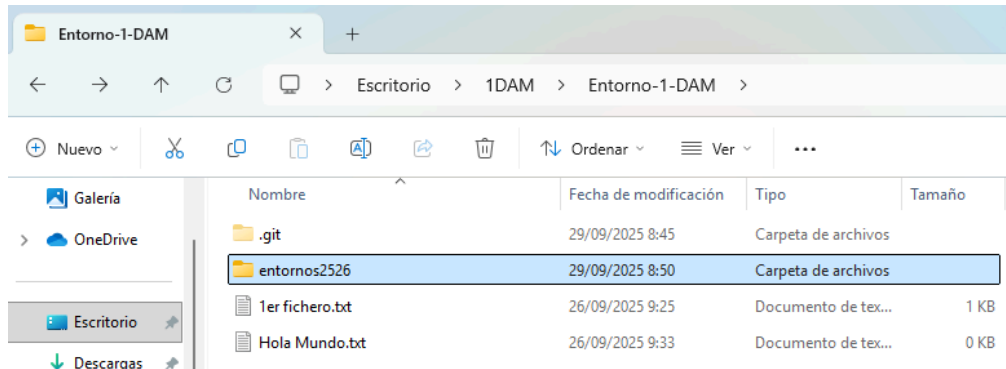 Entorno-1-DAM
Escritorio > 1DAM > Entorno-1-DAM >
Nuevo Ordenar Ver ...
Galería
OneDrive
Escritorio
Descargas
Nombre Fecha de modificación Tipo Tamaño
.git 29/09/2025 8:45 Carpeta de archivos
entornos2526 29/09/2025 8:50 Carpeta de archivos
1er fichero.txt 26/09/2025 9:25 Documento de tex... 1 KB
Hola Mundo.txt 26/09/2025 9:33 Documento de tex... 0 KB